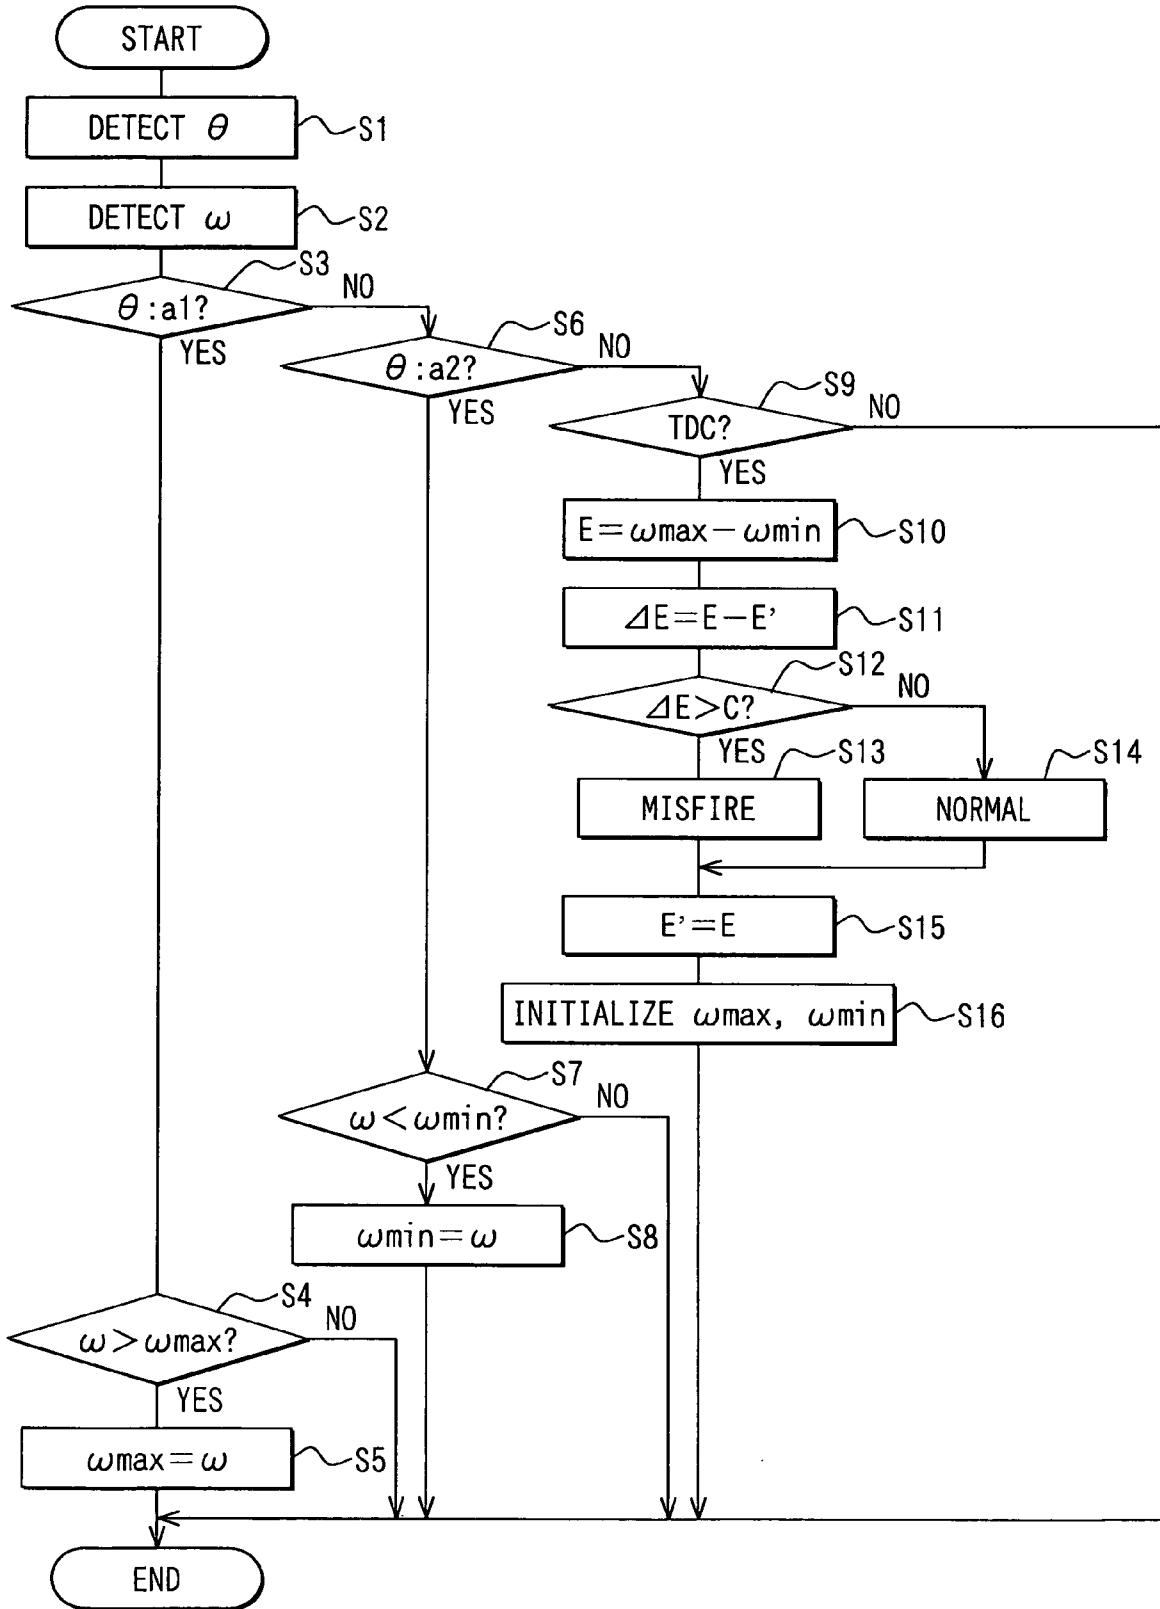 START
DETECT θ
S1
DETECT ω
S2
S3
θ:a1?
NO
YES
S6
θ:a2?
NO
YES
S9
TDC?
NO
YES
E=ωmax-ωmin
S10
⊿E=E-E'
S11
S12
⊿E>C?
NO
YES
S13
MISFIRE
S14
NORMAL
E'=E
S15
INITIALIZE ωmax, ωmin
S16
S7
ω<ωmin?
NO
YES
ωmin=ω
S8
S4
ω>ωmax?
NO
YES
ωmax=ω
S5
END